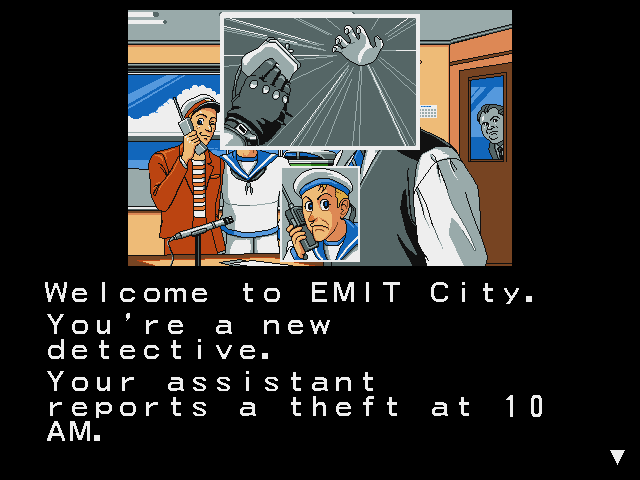 Welcome to EMIT City.
You're a new
detective.
Your assistant
reports a theft at 10
AM.